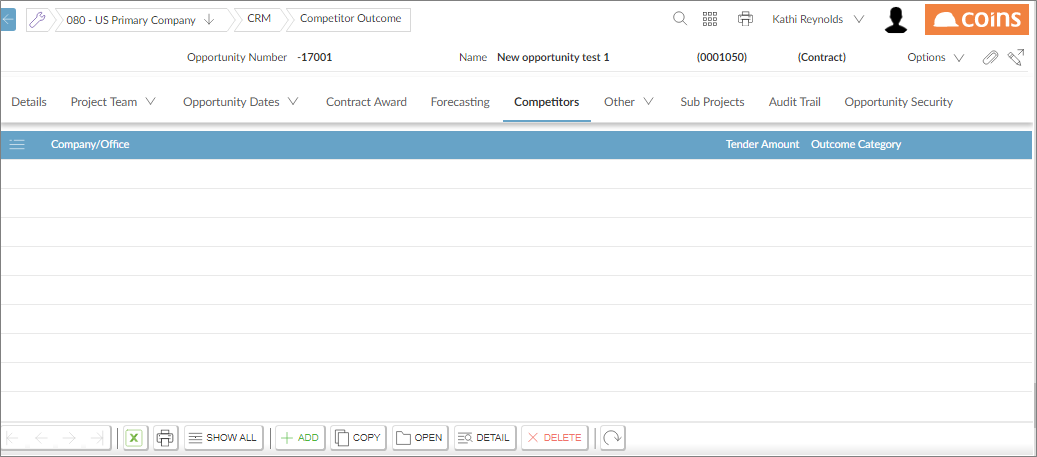 080 - US Primary Company CRM Competitor Outcome Kathi Reynolds COINS
Opportunity Number -17001 Name New opportunity test 1 (0001050) (Contract) Options
Details Project Team Opportunity Dates Contract Award Forecasting Competitors Other Sub Projects Audit Trail Opportunity Security
Company/Office Tender Amount Outcome Category
SHOW ALL ADD COPY OPEN DETAIL DELETE